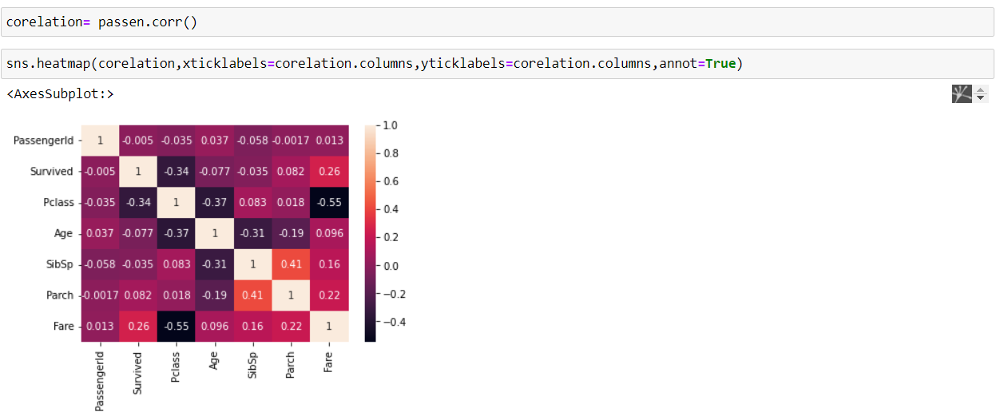 corelation= passen.corr()
sns.heatmap(corelation,xticklabels=corelation.columns,yticklabels=corelation.columns,annot=True)
<AxesSubplot:>
PassengerId 1 -0.005 -0.035 0.037 -0.058 -0.0017 0.013
Survived -0.005 1 -0.34 -0.077 -0.035 0.082 0.26
Pclass -0.035 -0.34 1 -0.37 0.083 0.018 -0.55
Age 0.037 -0.077 -0.37 1 -0.31 -0.19 0.096
SibSp -0.058 -0.035 0.083 -0.31 1 0.41 0.16
Parch -0.0017 0.082 0.018 -0.19 0.41 1 0.22
Fare 0.013 0.26 -0.55 0.096 0.16 0.22 1
PassengerId
Survived
Pclass
Age
SibSp
Parch
Fare
1.0
0.8
0.6
0.4
0.2
0.0
−0.2
−0.4